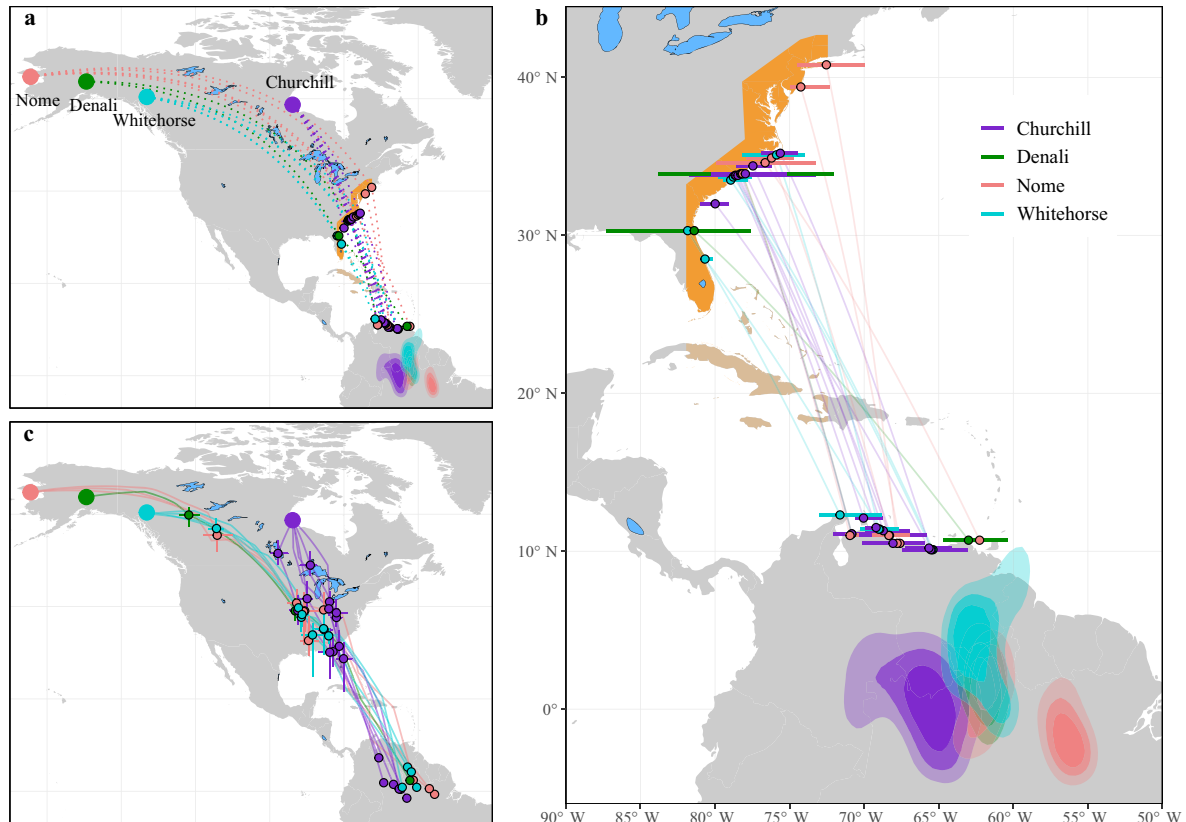 a
Nome
Denali
Whitehorse
Churchill
b
40° N
30° N
20° N
10° N
0°
Churchill
Denali
Nome
Whitehorse
90° W 85° W 80° W 75° W 70° W 65° W 60° W 55° W 50° W
c